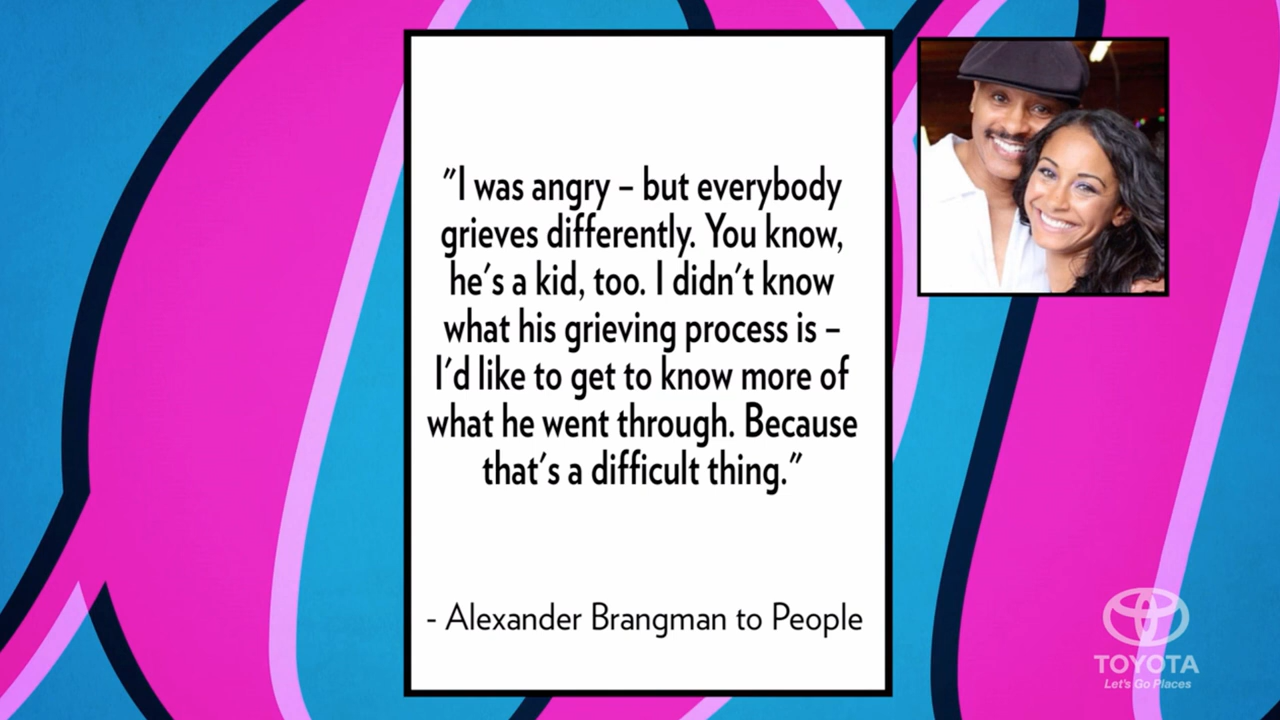 "I was angry – but everybody
grieves differently. You know,
he's a kid, too. I didn't know
what his grieving process is –
I'd like to get to know more of
what he went through. Because
that's a difficult thing."
- Alexander Brangman to People
TOYOTA
Let's Go Places